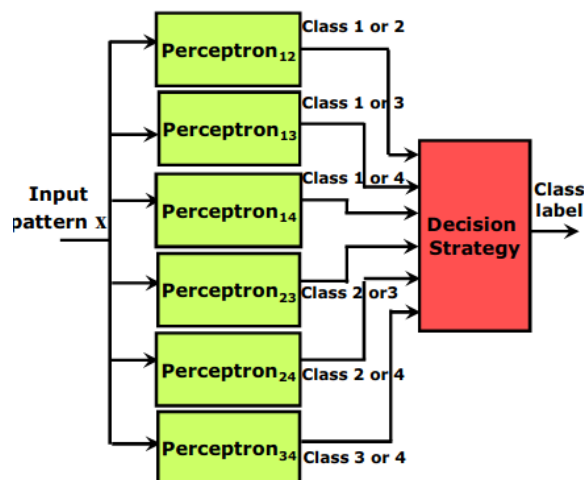 Class 1 or 2
Perceptron12
Class 1 or 3
Perceptron13
Input
pattern x
Class 1 or 4
Perceptron14
Decision
Strategy
Class
label
Perceptron23
Class 2 or3
Perceptron24
Class 2 or 4
Perceptron34
Class 3 or 4